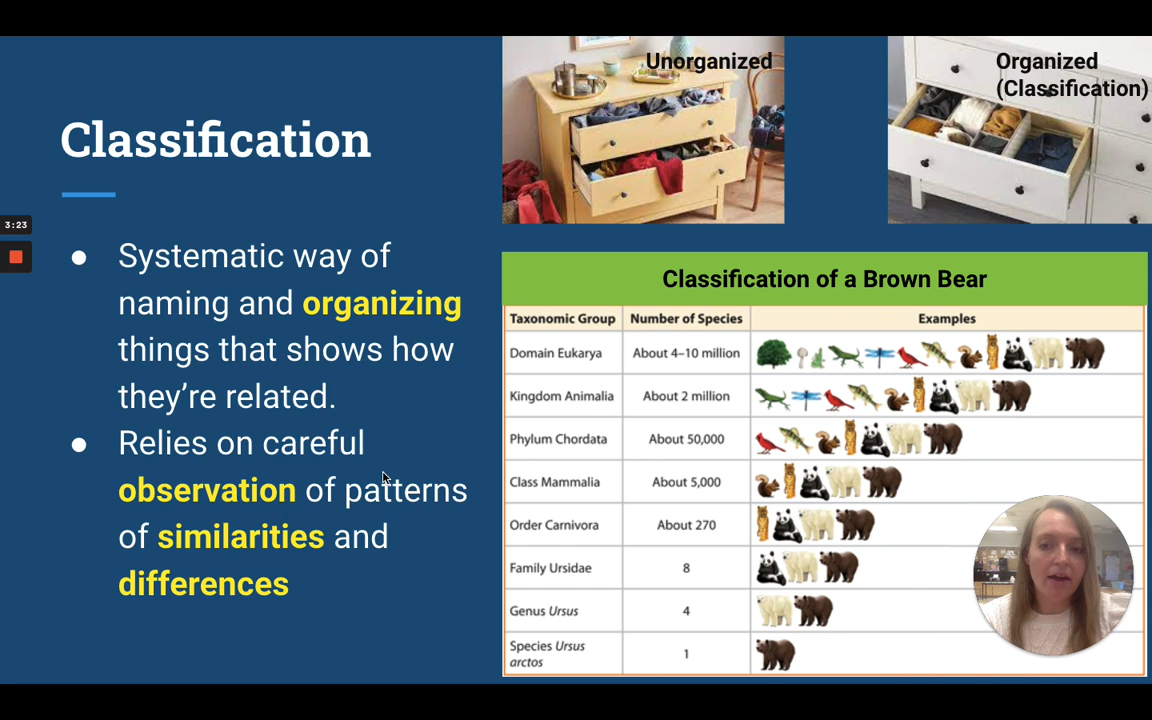 Classification
3:23
● Systematic way of
naming and organizing
things that shows how
they’re related.
● Relies on careful
observation of patterns
of similarities and
differences
Unorganized
Organized
(Classification)
Classification of a Brown Bear
Taxonomic Group Number of Species Examples
Domain Eukarya About 4–10 million
Kingdom Animalia About 2 million
Phylum Chordata About 50,000
Class Mammalia About 5,000
Order Carnivora About 270
Family Ursidae 8
Genus Ursus 4
Species Ursus
arctos 1